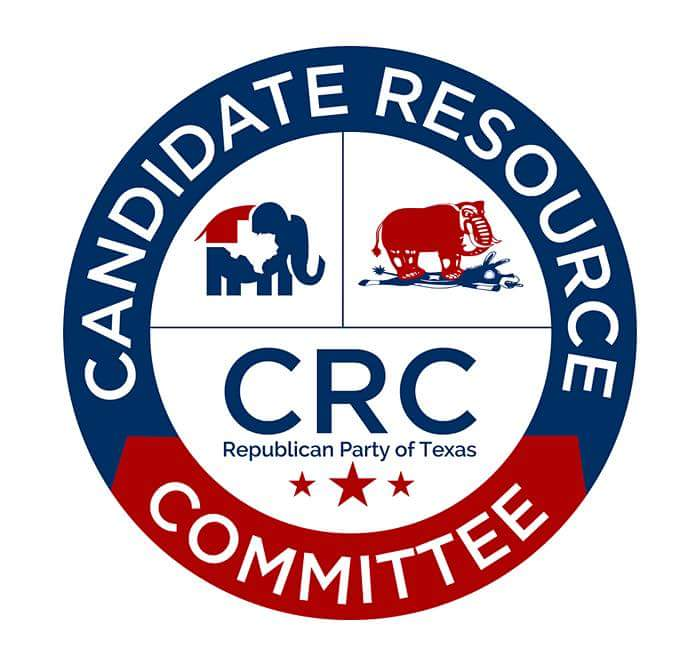 CANDIDATE RESOURCE
CRC
Republican Party of Texas
COMMITTEE